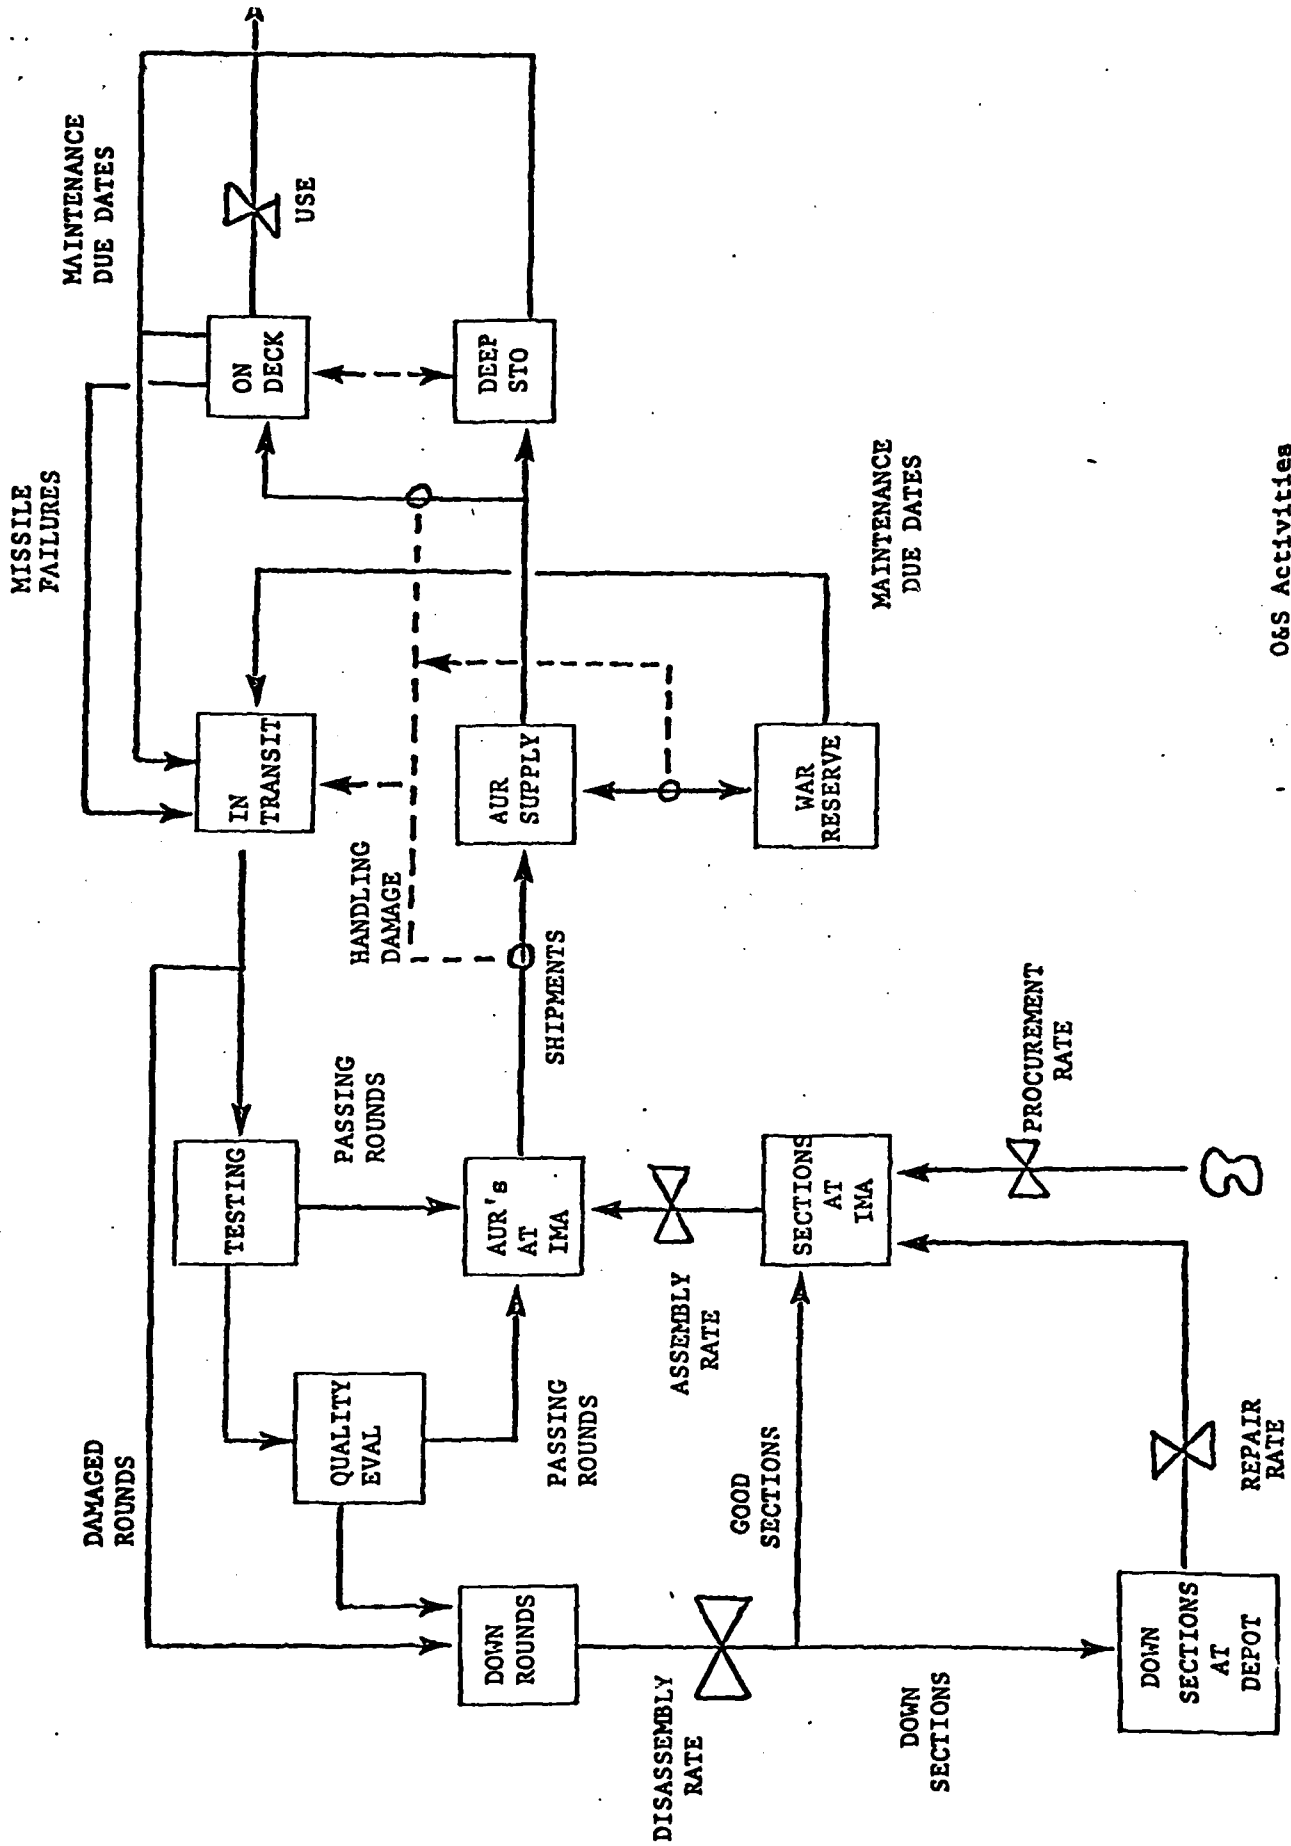 DAMAGED
ROUNDS
MISSILE
FAILURES
MAINTENANCE
DUE DATES
TESTING
IN
TRANSIT
ON
DECK
USE
QUALITY
EVAL
PASSING
ROUNDS
HANDLING
DAMAGE
DOWN
ROUNDS
PASSING
ROUNDS
AUR's
AT
IMA
SHIPMENTS
AUR
SUPPLY
DEEP
STO
DISASSEMBLY
RATE
GOOD
SECTIONS
ASSEMBLY
RATE
SECTIONS
AT
IMA
WAR
RESERVE
MAINTENANCE
DUE DATES
DOWN
SECTIONS
PROCUREMENT
RATE
DOWN
SECTIONS
AT
DEPOT
REPAIR
RATE
O&S Activities